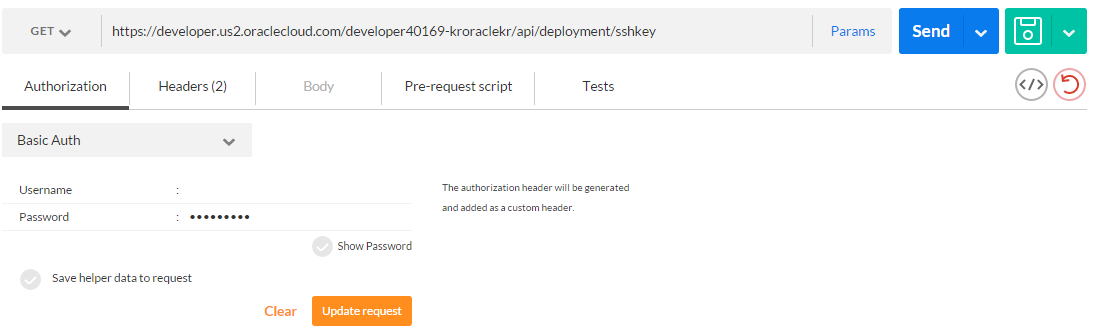 GET https://developer.us2.oraclecloud.com/developer40169-kroraclekr/api/deployment/sshkey Params Send
Authorization Headers (2) Body Pre-request script Tests </>
Basic Auth
Username :
The authorization header will be generated
and added as a custom header.
Password : •••••••••
Show Password
Save helper data to request
Clear Update request